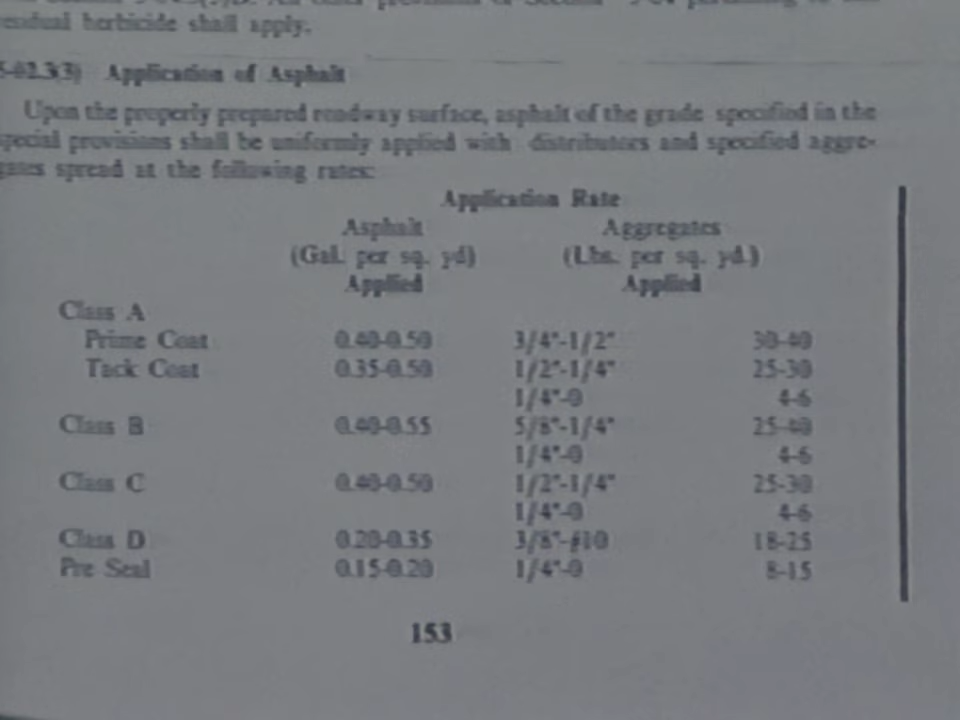 residual herbicide shall apply.
5-02.3(3) Application of Asphalt
Upon the properly prepared roadway surface, asphalt of the grade specified in the
special provisions shall be uniformly applied with distributors and specified aggre-
gates spread at the following rates:
Application Rate
Asphalt Aggregates
(Gal. per sq. yd) (Lbs. per sq. yd.)
Applied Applied
Class A
Prime Coat 0.40-0.50 3/4"-1/2" 30-40
Tack Coat 0.35-0.50 1/2"-1/4" 25-30
1/4"-0 4-6
Class B 0.40-0.55 5/8"-1/4" 25-40
1/4"-0 4-6
Class C 0.40-0.50 1/2"-1/4" 25-30
1/4"-0 4-6
Class D 0.20-0.35 3/8"-#10 18-25
Pre Seal 0.15-0.20 1/4"-0 8-15
153